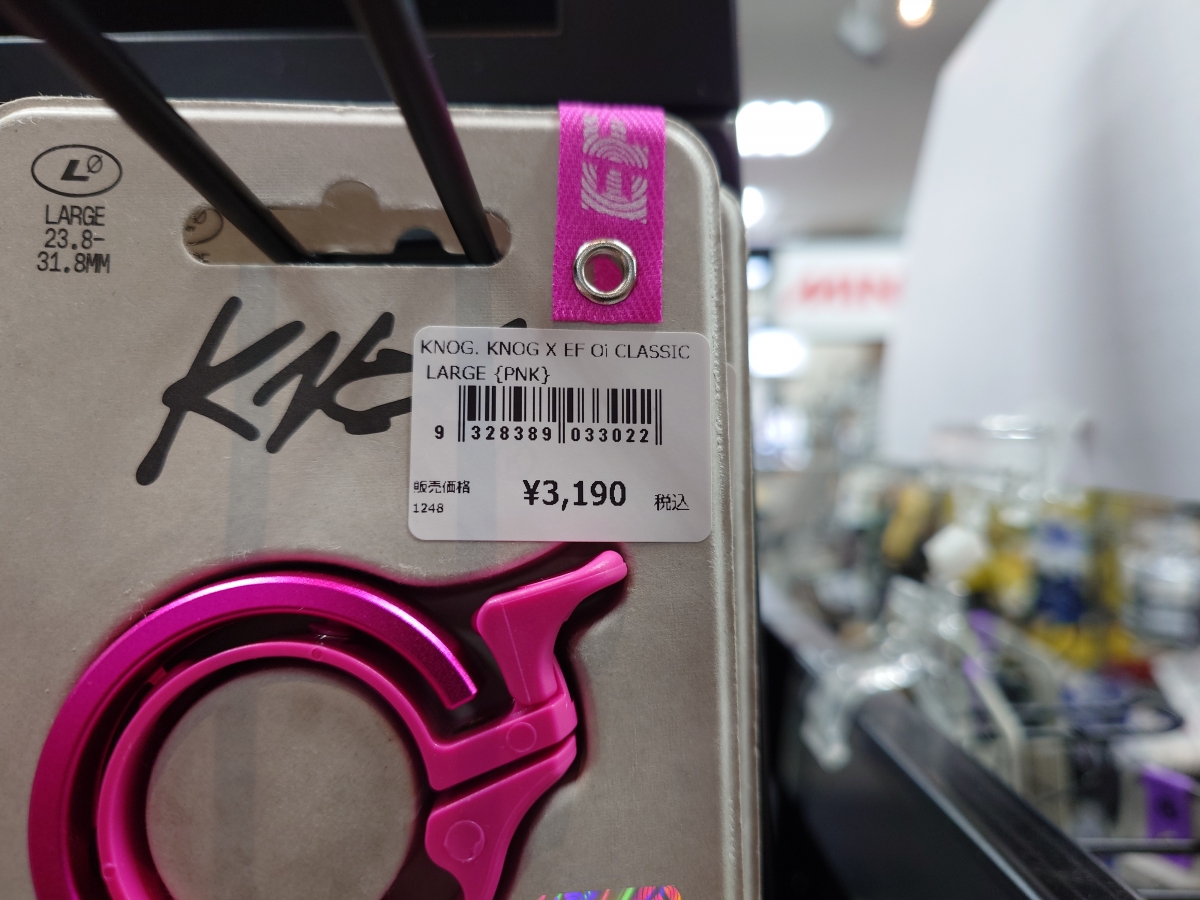 LØ
LARGE
23.8-
31.8MM
EF
KNOG. KNOG X EF Oi CLASSIC
LARGE {PNK}
9 328389 033022
販売価格
1248
¥3,190 税込